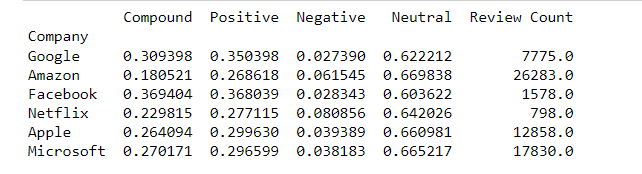 Compound Positive Negative Neutral Review Count
Company
Google 0.309398 0.350398 0.027390 0.622212 7775.0
Amazon 0.180521 0.268618 0.061545 0.669838 26283.0
Facebook 0.369404 0.368039 0.028343 0.603622 1578.0
Netflix 0.229815 0.277115 0.080856 0.642026 798.0
Apple 0.264094 0.299630 0.039389 0.660981 12858.0
Microsoft 0.270171 0.296599 0.038183 0.665217 17830.0